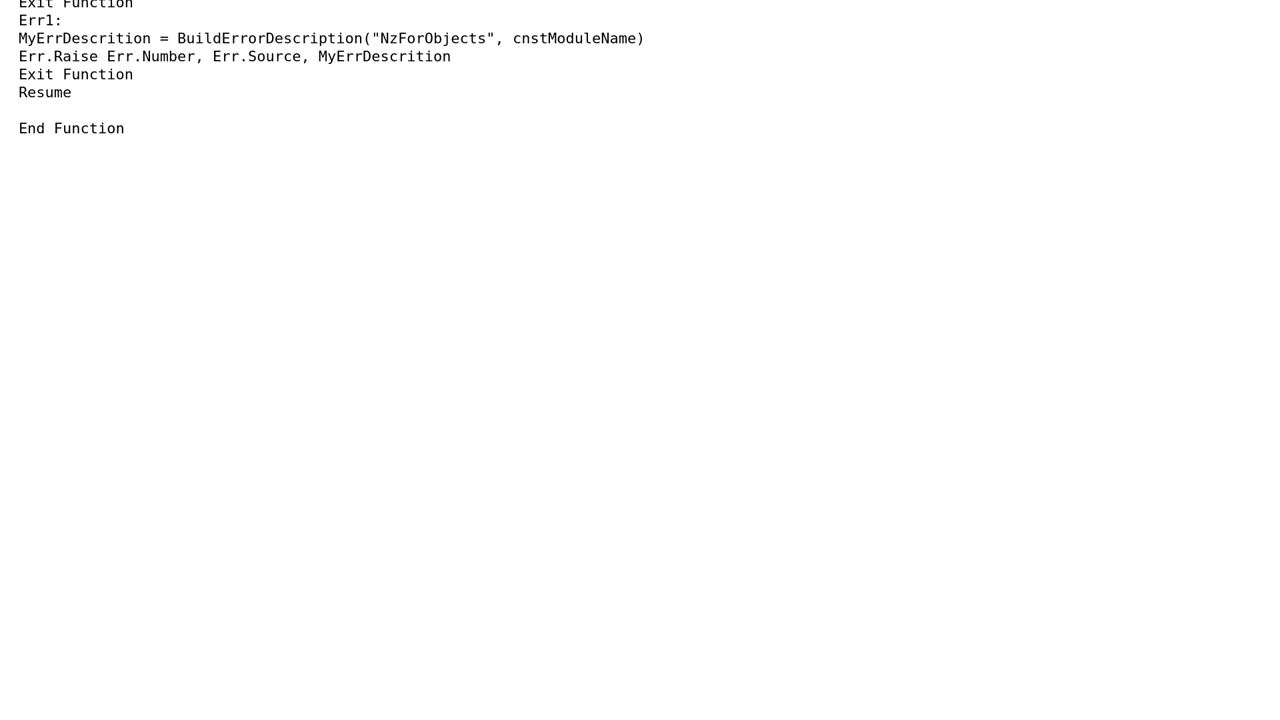 Exit Function
Err1:
MyErrDescrition = BuildErrorDescription("NzForObjects", cnstModuleName)
Err.Raise Err.Number, Err.Source, MyErrDescrition
Exit Function
Resume
End Function